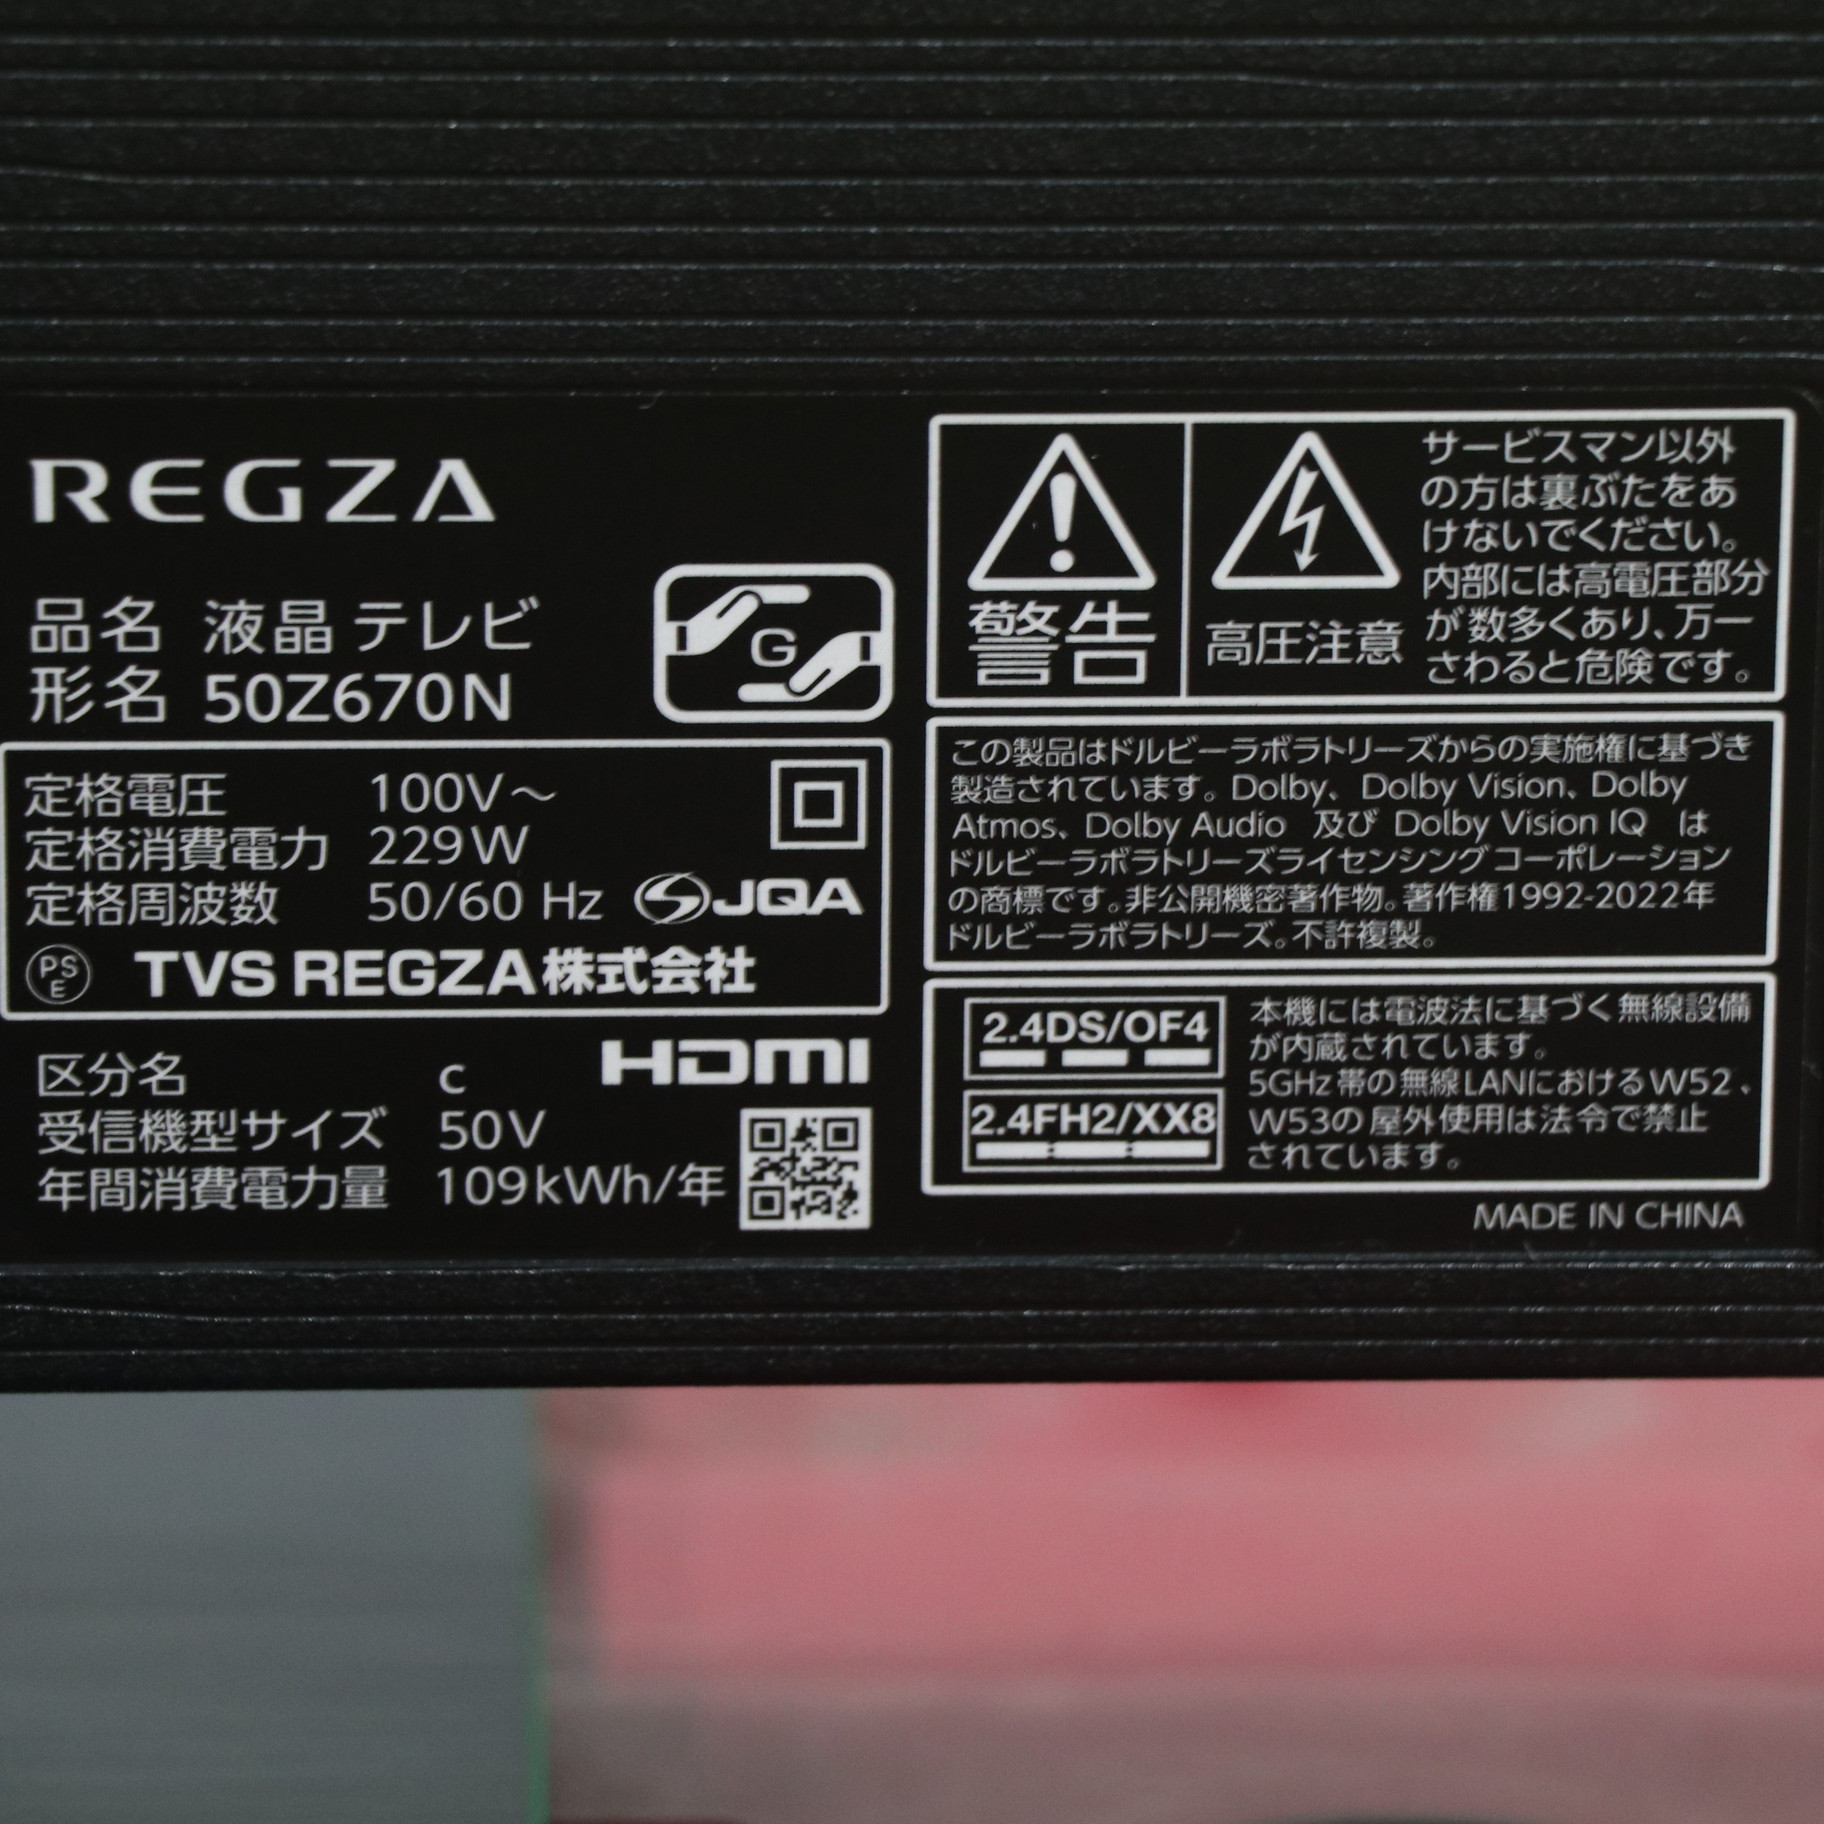 REGZA
品名 液晶テレビ
形名 50Z670N
G
定格電圧 100V～
定格消費電力 229W
定格周波数 50/60 Hz
JQA
PS
E
TVS REGZA株式会社
HDMI
区分名 c
受信機型サイズ 50V
年間消費電力量 109kWh/年
警告
高圧注意
サービスマン以外
の方は裏ぶたをあ
けないでください。
内部には高電圧部分
が数多くあり、万一
さわると危険です。
この製品はドルビーラボラトリーズからの実施権に基づき
製造されています。Dolby、Dolby Vision、Dolby
Atmos、Dolby Audio 及び Dolby Vision IQ は
ドルビーラボラトリーズライセンシングコーポレーション
の商標です。非公開機密著作物。著作権1992-2022年
ドルビーラボラトリーズ。不許複製。
2.4DS/OF4
2.4FH2/XX8
本機には電波法に基づく無線設備
が内蔵されています。
5GHz帯の無線LANにおけるW52、
W53の屋外使用は法令で禁止
されています。
MADE IN CHINA